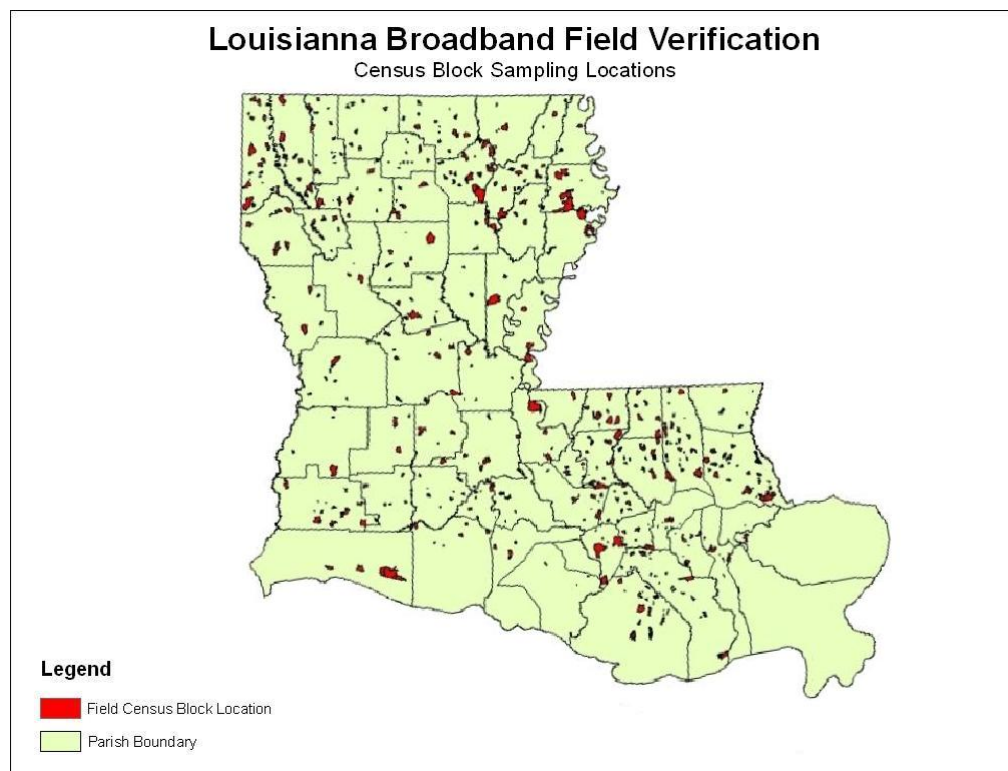 Louisianna Broadband Field Verification
Census Block Sampling Locations
Legend
Field Census Block Location
Parish Boundary